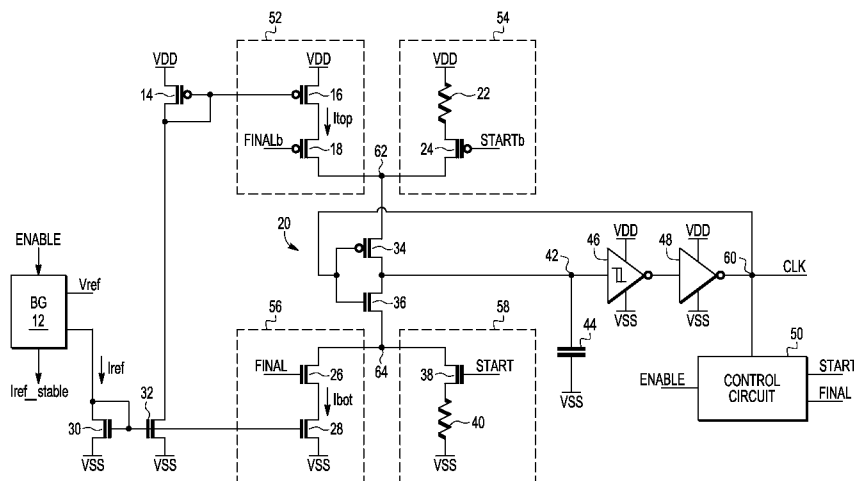 52
54
VDD
VDD
VDD
14
16
22
Itop
FINALb
18
24
STARTb
62
20
34
ENABLE
46
VDD
48
VDD
42
60
CLK
BG
12
Vref
36
44
VSS
VSS
56
58
50
Iref
Iref_stable
FINAL
26
64
38
START
ENABLE
CONTROL
CIRCUIT
START
FINAL
VSS
32
Ibot
30
28
40
VSS
VSS
VSS
VSS